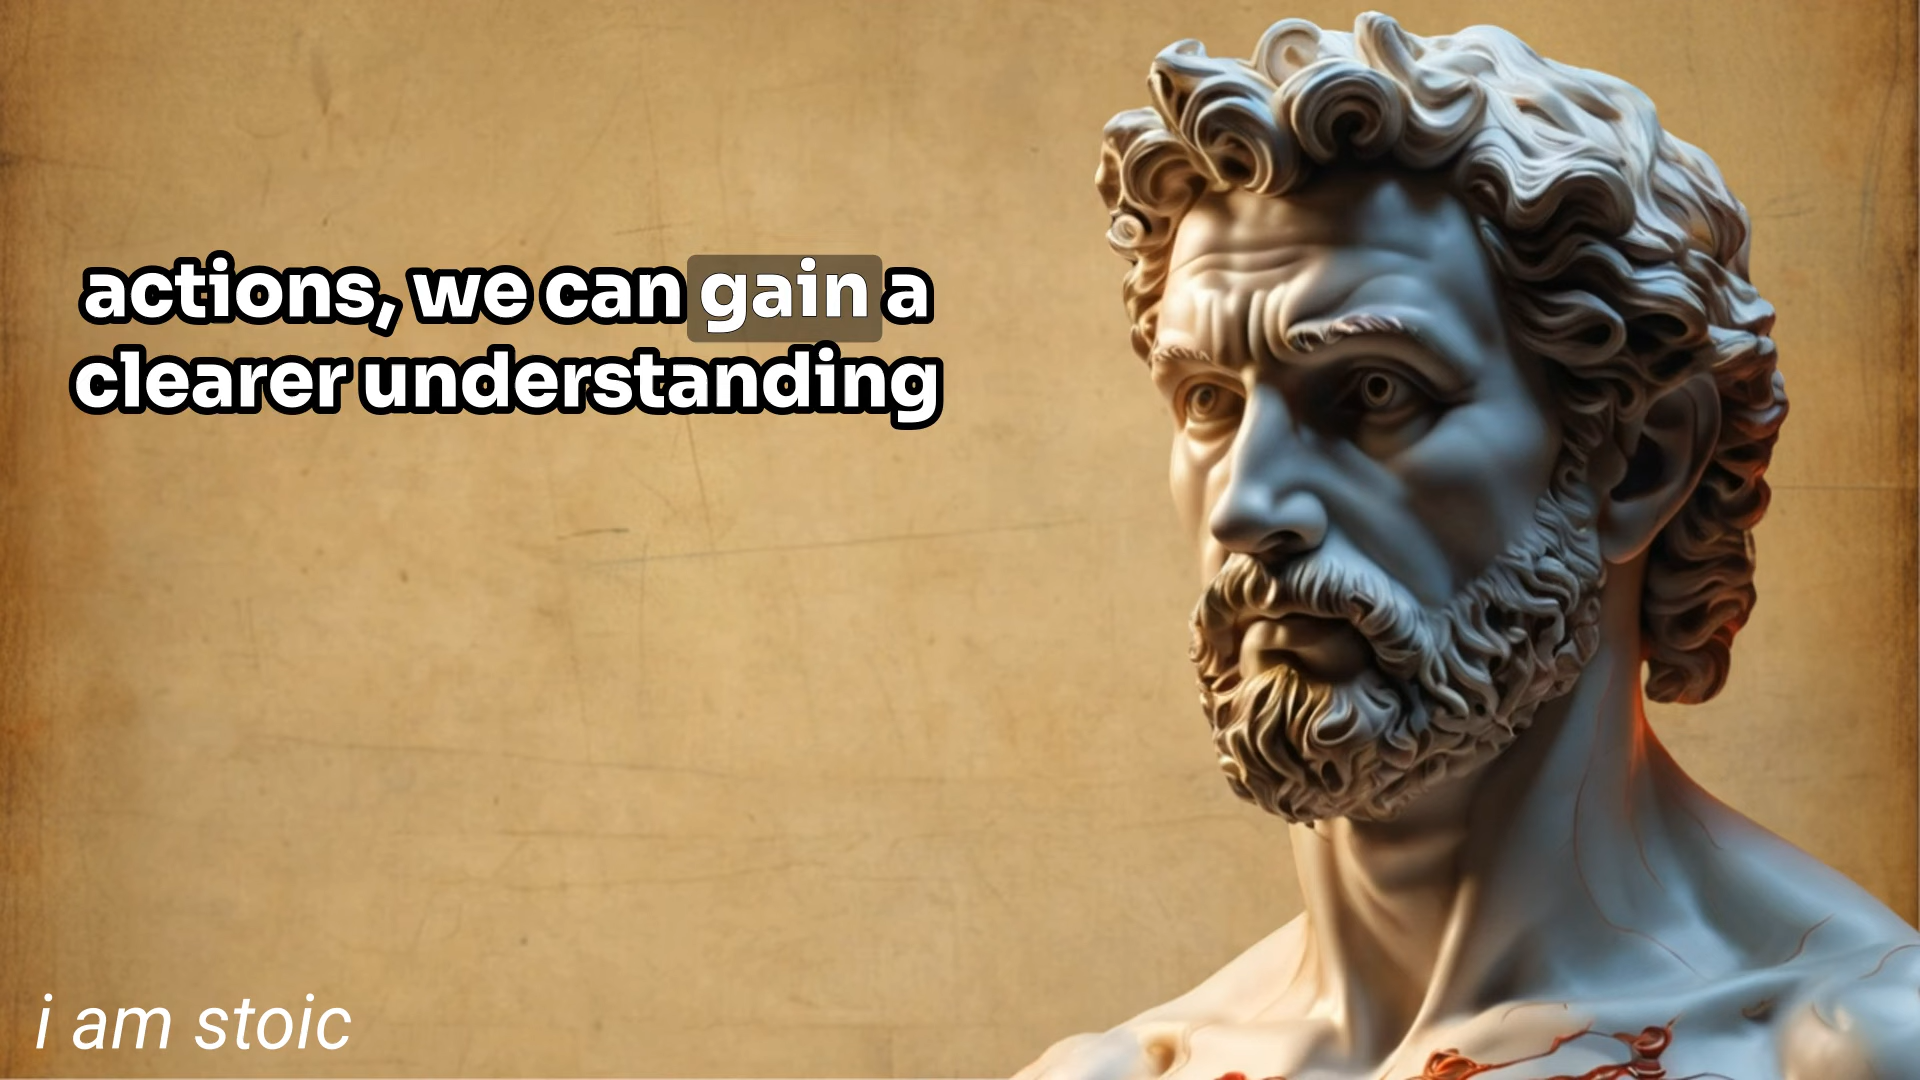 actions, we can gain a
clearer understanding
i am stoic